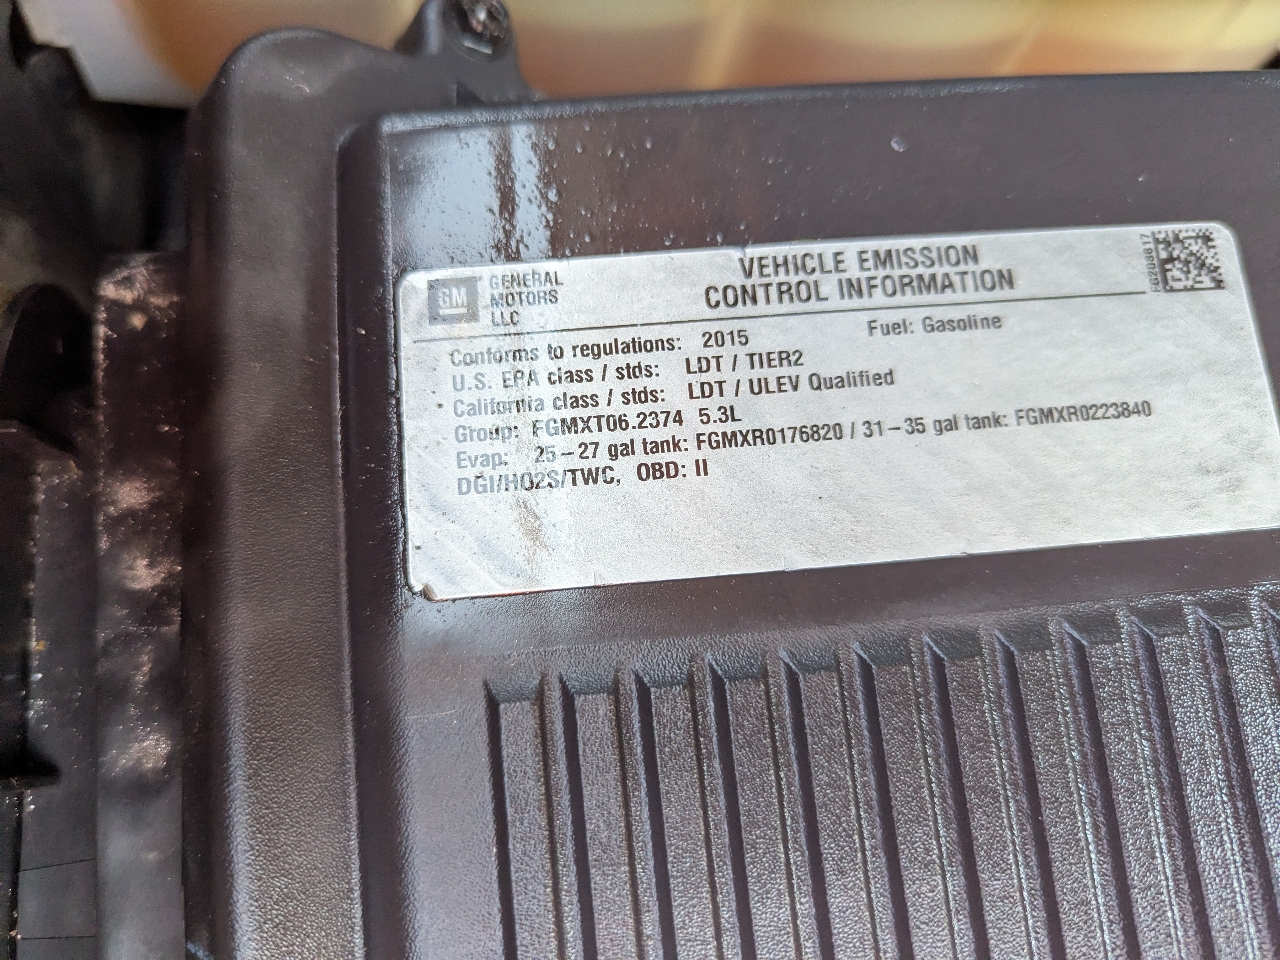 GM GENERAL MOTORS LLC
VEHICLE EMISSION
CONTROL INFORMATION
Conforms to regulations: 2015 Fuel: Gasoline
U.S. EPA class / stds: LDT / TIER2
California class / stds: LDT / ULEV Qualified
Group: FGMXT06.2374 5.3L
Evap: 25-27 gal tank: FGMXR0176820 / 31-35 gal tank: FGMXR0223840
DGI/HO2S/TWC, OBD: II